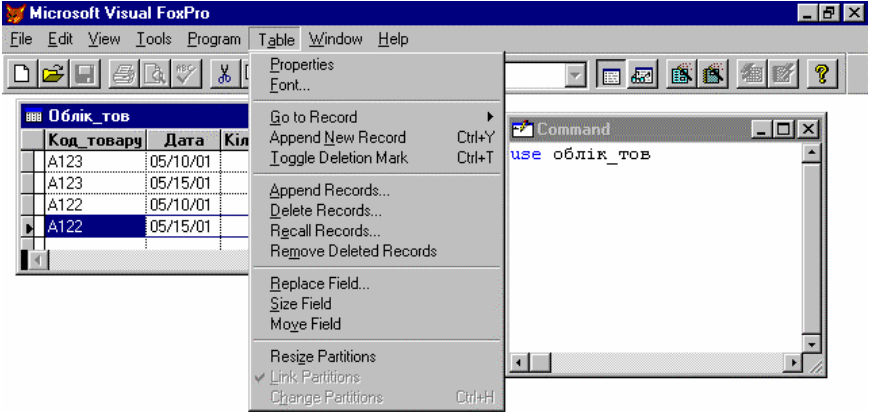 Microsoft Visual FoxPro
File Edit View Tools Program Table Window Help
Облік_тов
Код_товару Дата Кіл
A123 05/10/01
A123 05/15/01
A122 05/10/01
A122 05/15/01
Properties
Font...
Go to Record
Append New Record Ctrl+Y
Toggle Deletion Mark Ctrl+T
Append Records...
Delete Records...
Recall Records...
Remove Deleted Records
Replace Field...
Size Field
Move Field
Resize Partitions
Link Partitions
Change Partitions Ctrl+H
Command
use облік_тов